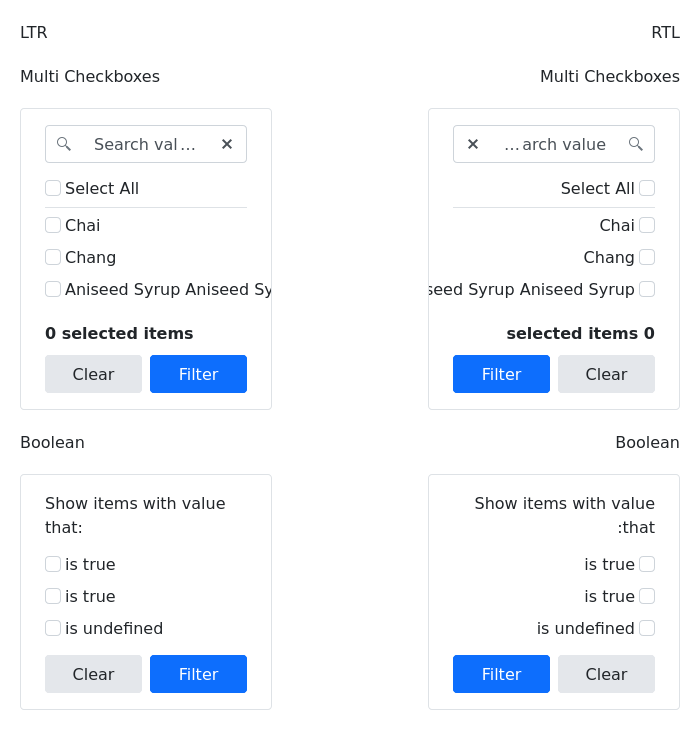 LTR
Multi Checkboxes
Search val…
Select All
Chai
Chang
Aniseed Syrup Aniseed Sy
0 selected items
Clear Filter
Boolean
Show items with value
that:
is true
is true
is undefined
Clear Filter
RTL
Multi Checkboxes
…arch value
Select All
Chai
Chang
seed Syrup Aniseed Syrup
selected items 0
Filter Clear
Boolean
Show items with value
:that
is true
is true
is undefined
Filter Clear